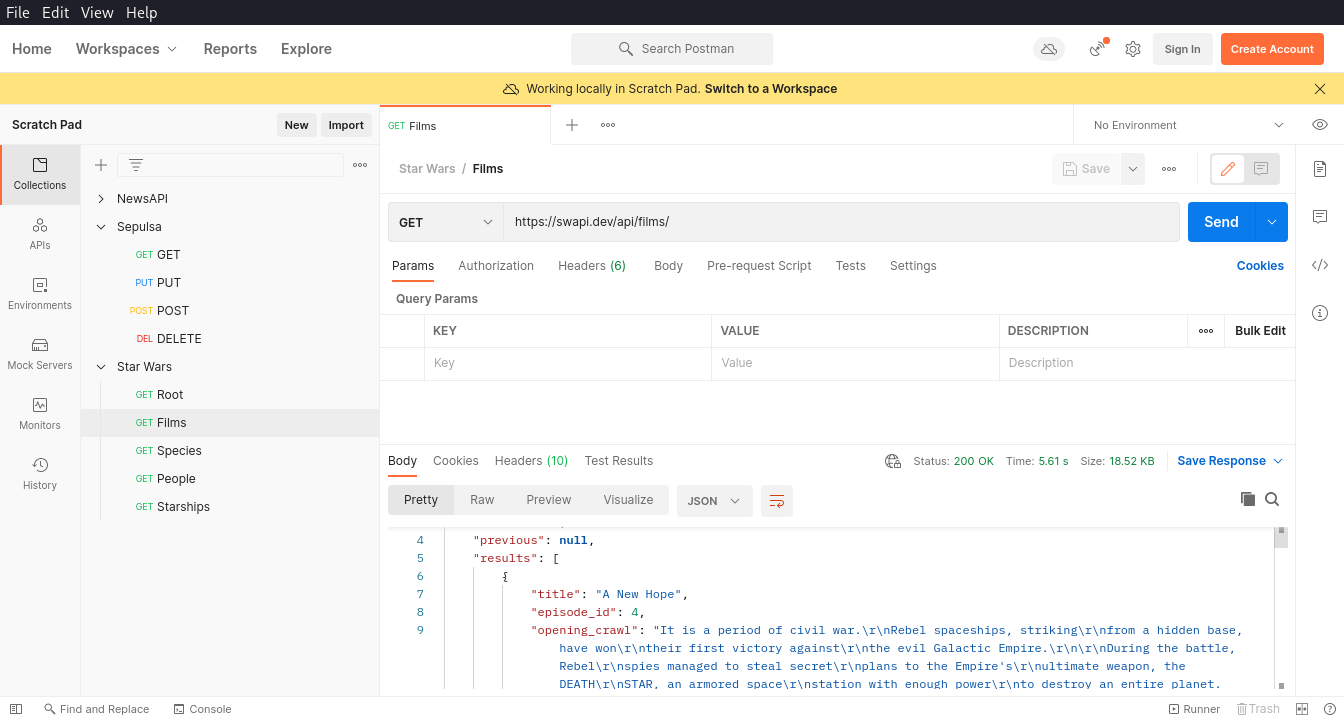 File Edit View Help
Home Workspaces Reports Explore Search Postman Sign In Create Account
Working locally in Scratch Pad. Switch to a Workspace
Scratch Pad New Import GET Films No Environment
Star Wars / Films Save
Collections
APIs
Environments
Mock Servers
Monitors
History
NewsAPI
Sepulsa
GET GET
PUT PUT
POST POST
DEL DELETE
Star Wars
GET Root
GET Films
GET Species
GET People
GET Starships
GET https://swapi.dev/api/films/ Send
Params Authorization Headers (6) Body Pre-request Script Tests Settings Cookies
Query Params
KEY VALUE DESCRIPTION Bulk Edit
Key Value Description
Body Cookies Headers (10) Test Results Status: 200 OK Time: 5.61 s Size: 18.52 KB Save Response
Pretty Raw Preview Visualize JSON
4 "previous": null,
5 "results": [
6 {
7 "title": "A New Hope",
8 "episode_id": 4,
9 "opening_crawl": "It is a period of civil war.\r\nRebel spaceships, striking\r\nfrom a hidden base,
have won\r\ntheir first victory against\r\nthe evil Galactic Empire.\r\n\r\nDuring the battle,
Rebel\r\nspies managed to steal secret\r\nplans to the Empire's\r\nultimate weapon, the
DEATH\r\nSTAR, an armored space\r\nstation with enough power\r\nto destroy an entire planet.
Find and Replace Console Runner Trash